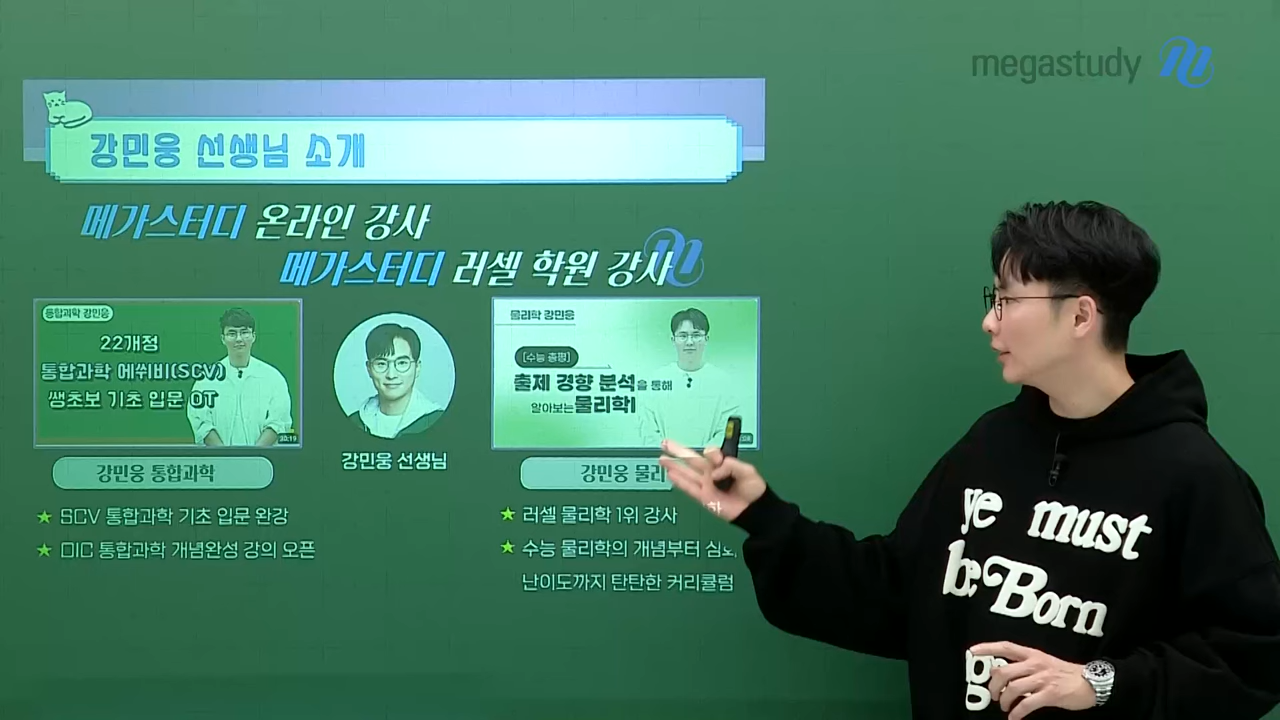 megastudy
강민웅 선생님 소개
메가스터디 온라인 강사
메가스터디 러셀 학원 강사
통합과학 강민웅
22개정
통합과학 에쒸비(SCV)
쌩초보 기초 입문 OT
강민웅 통합과학
★ SCV 통합과학 기초 입문 완강
★ DIC 통합과학 개념완성 강의 오픈
강민웅 선생님
물리학 강민웅
[수능 총평]
출제 경향 분석을 통해
알아보는 물리학I
강민웅 물리
★ 러셀 물리학 1위 강사
★ 수능 물리학의 개념부터
난이도까지 탄탄한 커리큘럼
ye must
be Born